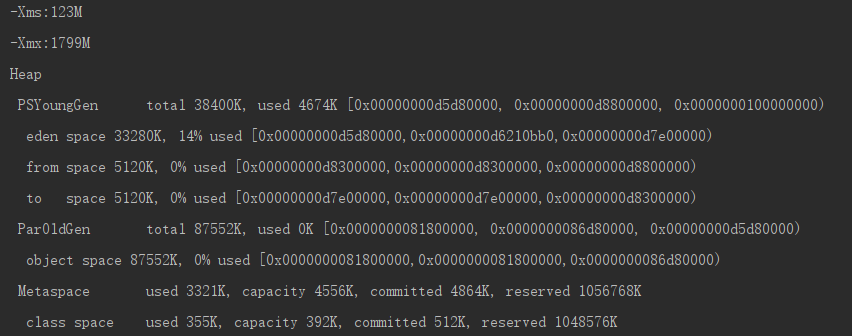 -Xms:123M
-Xmx:1799M
Heap
PSYoungGen      total 38400K, used 4674K [0x00000000d5d80000, 0x00000000d8800000, 0x0000000100000000)
eden space 33280K, 14% used [0x00000000d5d80000,0x00000000d6210bb0,0x00000000d7e00000)
from space 5120K, 0% used [0x00000000d8300000,0x00000000d8300000,0x00000000d8800000)
to   space 5120K, 0% used [0x00000000d7e00000,0x00000000d7e00000,0x00000000d8300000)
ParOldGen       total 87552K, used 0K [0x0000000081800000, 0x0000000086d80000, 0x00000000d5d80000)
object space 87552K, 0% used [0x0000000081800000,0x0000000081800000,0x0000000086d80000)
Metaspace       used 3321K, capacity 4556K, committed 4864K, reserved 1056768K
class space    used 355K, capacity 392K, committed 512K, reserved 1048576K